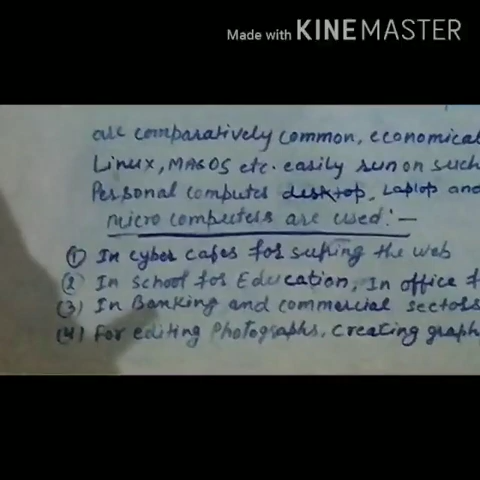 Made with KINEMASTER
are comparatively common, economical
Linux, MACOS etc. easily run on such
Personal computer desktop, Laptop and
micro computers are used:-
① In cyber cafes for surfing the web
② In School for Education, In office f
(3) In Banking and commercial sectors
(4) For editing Photographs, creating graph